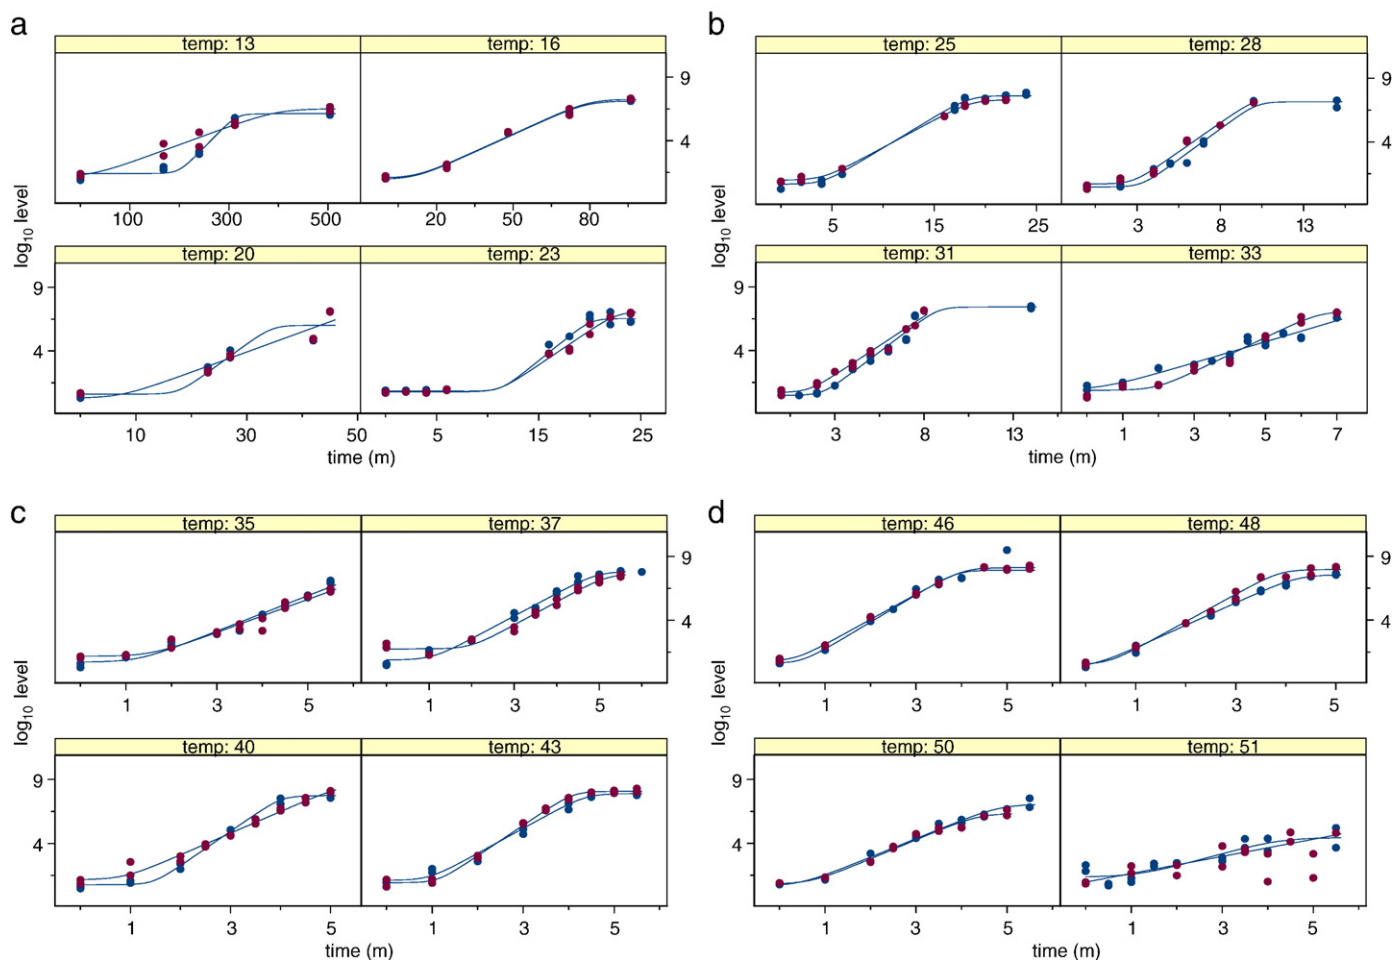 a
temp: 13 temp: 16
9
4
log10 level
100 300 500 20 50 80
temp: 20 temp: 23
9
4
10 30 50 5 15 25
time (m)
b
temp: 25 temp: 28
9
4
log10 level
5 15 25 3 8 13
temp: 31 temp: 33
9
4
3 8 13 1 3 5 7
time (m)
c
temp: 35 temp: 37
9
4
log10 level
1 3 5 1 3 5
temp: 40 temp: 43
9
4
1 3 5 1 3 5
time (m)
d
temp: 46 temp: 48
9
4
log10 level
1 3 5 1 3 5
temp: 50 temp: 51
9
4
1 3 5 1 3 5
time (m)